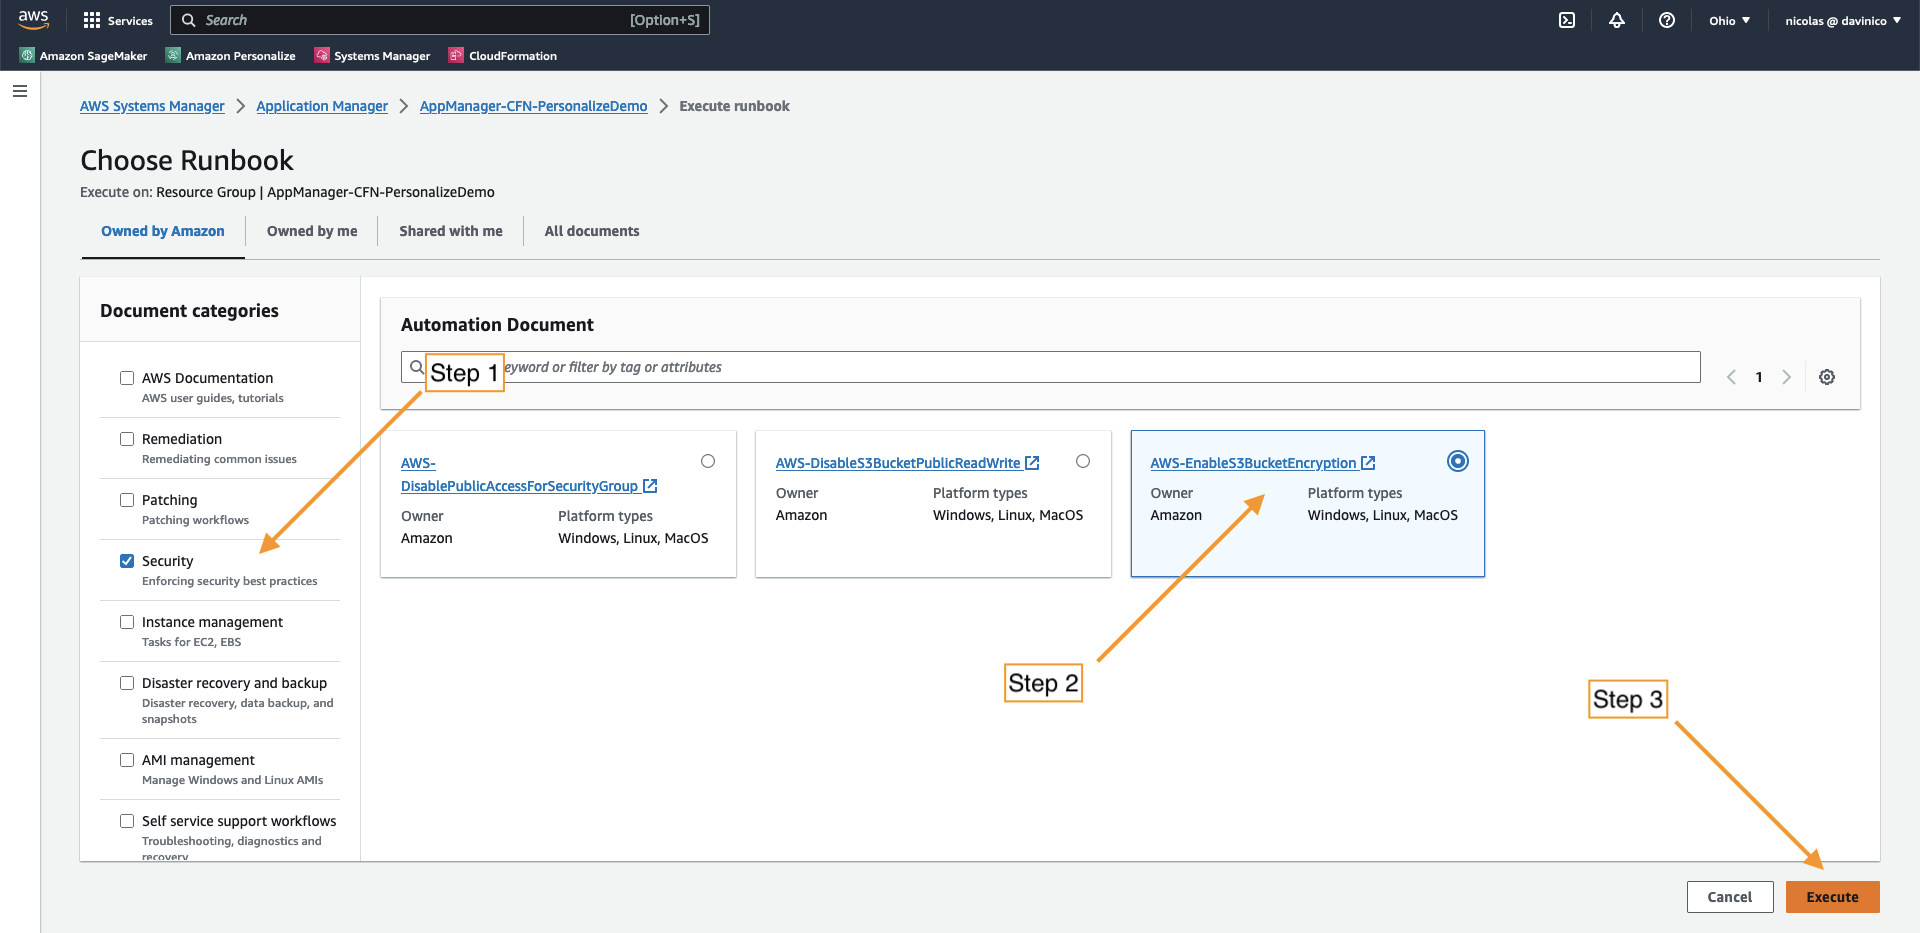 aws
Services
Search
[Option+S]
Ohio
nicolas @ davinico
Amazon SageMaker
Amazon Personalize
Systems Manager
CloudFormation
AWS Systems Manager
Application Manager
AppManager-CFN-PersonalizeDemo
Execute runbook
Choose Runbook
Execute on: Resource Group | AppManager-CFN-PersonalizeDemo
Owned by Amazon
Owned by me
Shared with me
All documents
Document categories
AWS Documentation
AWS user guides, tutorials
Remediation
Remediating common issues
Patching
Patching workflows
Security
Enforcing security best practices
Instance management
Tasks for EC2, EBS
Disaster recovery and backup
Disaster recovery, data backup, and
snapshots
AMI management
Manage Windows and Linux AMIs
Self service support workflows
Troubleshooting, diagnostics and
recovery
Automation Document
Step 1
eyword or filter by tag or attributes
1
AWS-
DisablePublicAccessForSecurityGroup
Owner
Platform types
Amazon
Windows, Linux, MacOS
AWS-DisableS3BucketPublicReadWrite
Owner
Platform types
Amazon
Windows, Linux, MacOS
AWS-EnableS3BucketEncryption
Owner
Platform types
Amazon
Windows, Linux, MacOS
Step 2
Step 3
Cancel
Execute